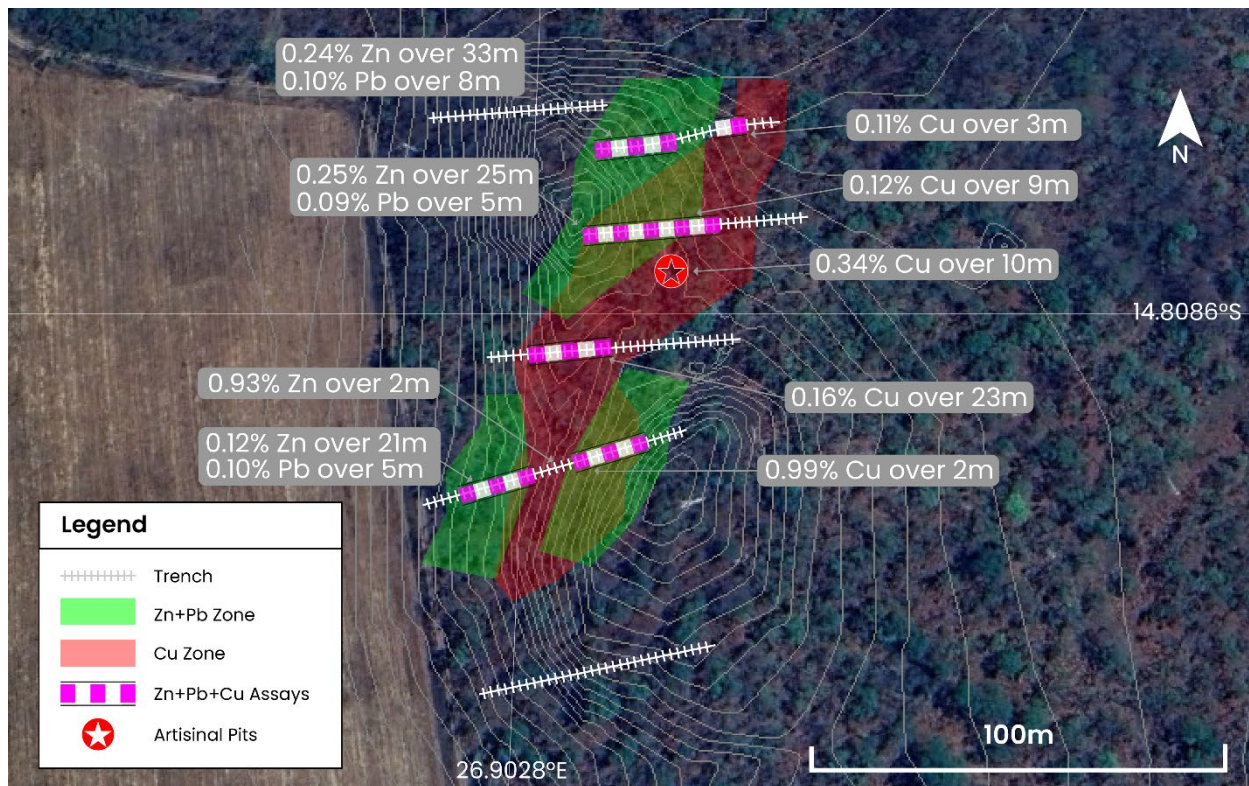 0.24% Zn over 33m
0.10% Pb over 8m
0.11% Cu over 3m
N
0.25% Zn over 25m
0.09% Pb over 5m
0.12% Cu over 9m
0.34% Cu over 10m
14.8086°S
0.93% Zn over 2m
0.16% Cu over 23m
0.12% Zn over 21m
0.10% Pb over 5m
0.99% Cu over 2m
Legend
Trench
Zn+Pb Zone
Cu Zone
Zn+Pb+Cu Assays
Artisinal Pits
26.9028°E
100m